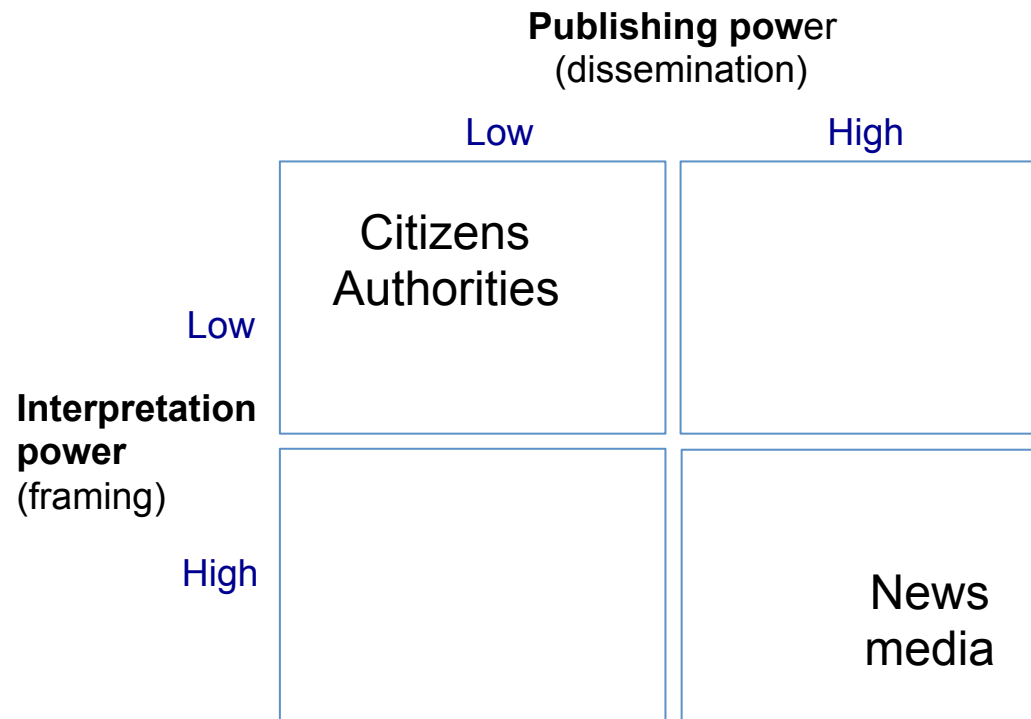 Publishing power
(dissemination)
Low High
Citizens
Authorities
Low
Interpretation
power
(framing)
High
News
media